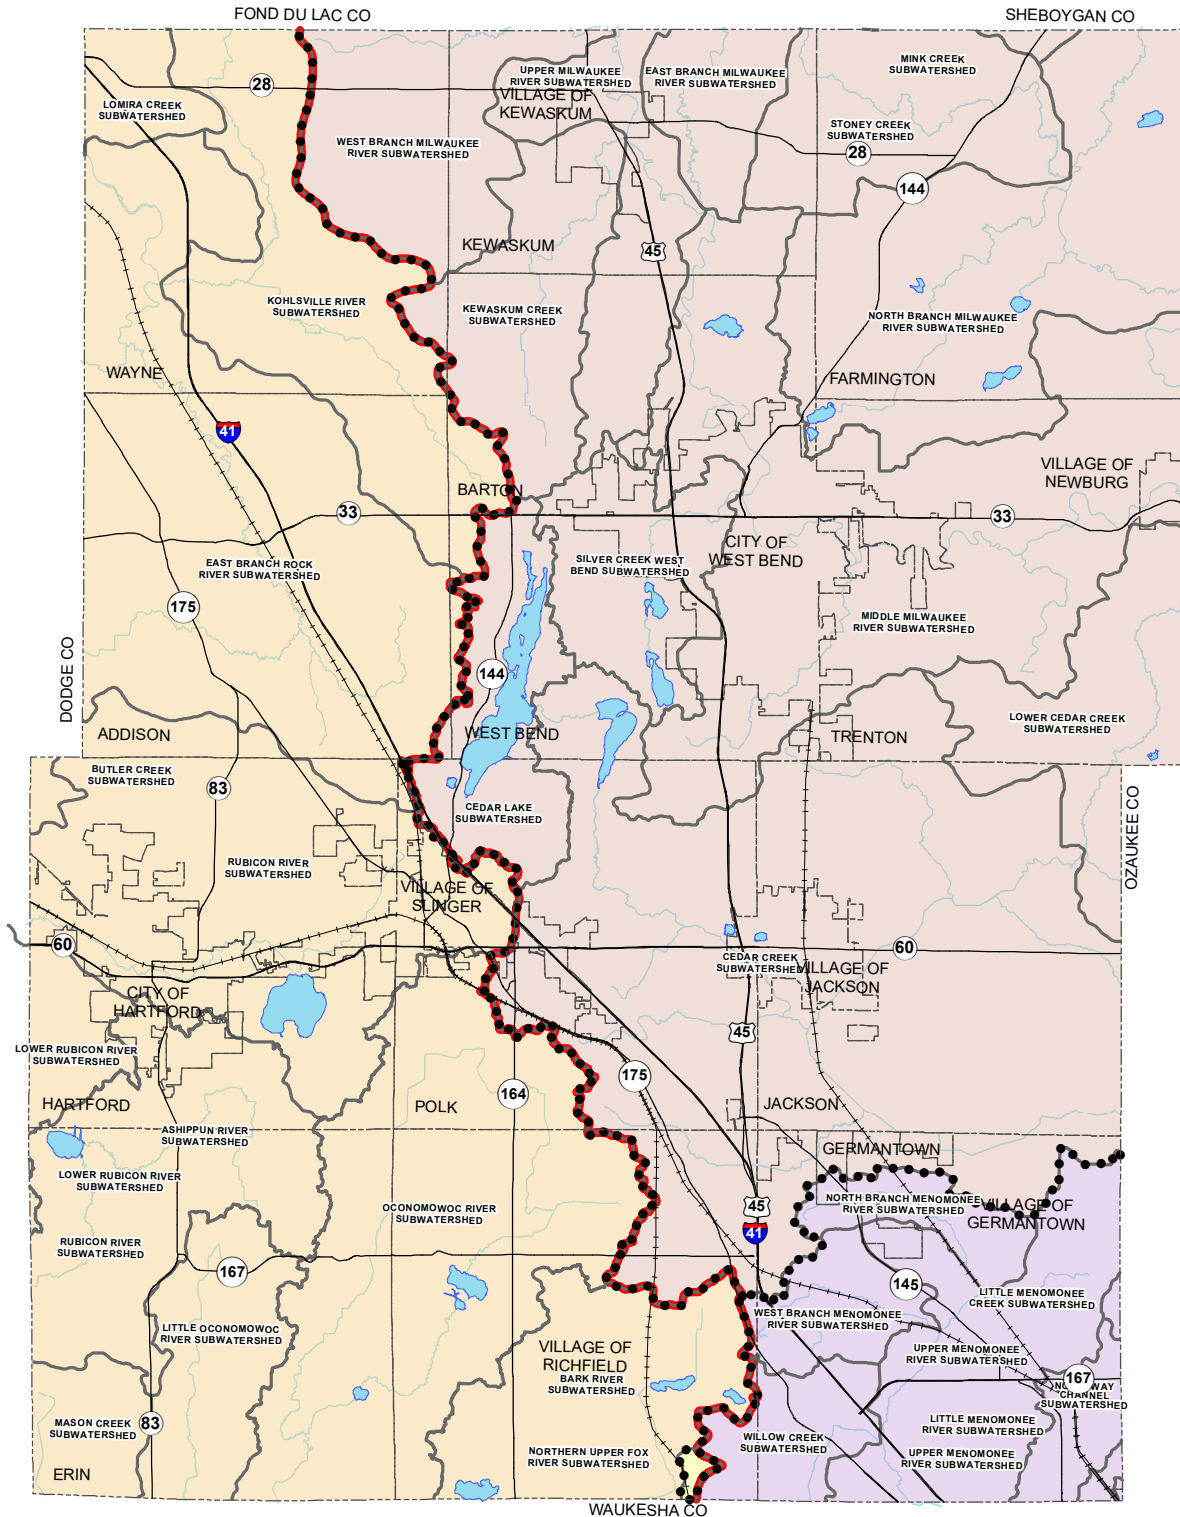 FOND DU LAC CO
SHEBOYGAN CO
28
LOMIRA CREEK
SUBWATERSHED
UPPER MILWAUKEE
RIVER SUBWATERSHED
VILLAGE OF
KEWASKUM
EAST BRANCH MILWAUKEE
RIVER SUBWATERSHED
MINK CREEK
SUBWATERSHED
STONEY CREEK
SUBWATERSHED
28
144
WEST BRANCH MILWAUKEE
RIVER SUBWATERSHED
KEWASKUM
45
KOHLSVILLE RIVER
SUBWATERSHED
KEWASKUM CREEK
SUBWATERSHED
NORTH BRANCH MILWAUKEE
RIVER SUBWATERSHED
WAYNE
FARMINGTON
41
VILLAGE OF
NEWBURG
BARTON
33
33
CITY OF
WEST BEND
EAST BRANCH ROCK
RIVER SUBWATERSHED
SILVER CREEK WEST
BEND SUBWATERSHED
175
MIDDLE MILWAUKEE
RIVER SUBWATERSHED
DODGE CO
144
ADDISON
WEST BEND
TRENTON
LOWER CEDAR CREEK
SUBWATERSHED
BUTLER CREEK
SUBWATERSHED
83
CEDAR LAKE
SUBWATERSHED
OZAUKEE CO
RUBICON RIVER
SUBWATERSHED
VILLAGE OF
SLINGER
60
60
CEDAR CREEK
SUBWATERSHED
VILLAGE OF
JACKSON
CITY OF
HARTFORD
45
LOWER RUBICON RIVER
SUBWATERSHED
175
164
HARTFORD
POLK
JACKSON
ASHIPPUN RIVER
SUBWATERSHED
GERMANTOWN
LOWER RUBICON RIVER
SUBWATERSHED
OCONOMOWOC RIVER
SUBWATERSHED
45
NORTH BRANCH MENOMONEE
RIVER SUBWATERSHED
VILLAGE OF
GERMANTOWN
41
RUBICON RIVER
SUBWATERSHED
167
145
LITTLE MENOMONEE
CREEK SUBWATERSHED
LITTLE OCONOMOWOC
RIVER SUBWATERSHED
WEST BRANCH MENOMONEE
RIVER SUBWATERSHED
VILLAGE OF
RICHFIELD
BARK RIVER
SUBWATERSHED
UPPER MENOMONEE
RIVER SUBWATERSHED
167
CHANNEL
SUBWATERSHED
MASON CREEK
SUBWATERSHED
83
LITTLE MENOMONEE
RIVER SUBWATERSHED
WILLOW CREEK
SUBWATERSHED
NORTHERN UPPER FOX
RIVER SUBWATERSHED
UPPER MENOMONEE
RIVER SUBWATERSHED
ERIN
WAUKESHA CO